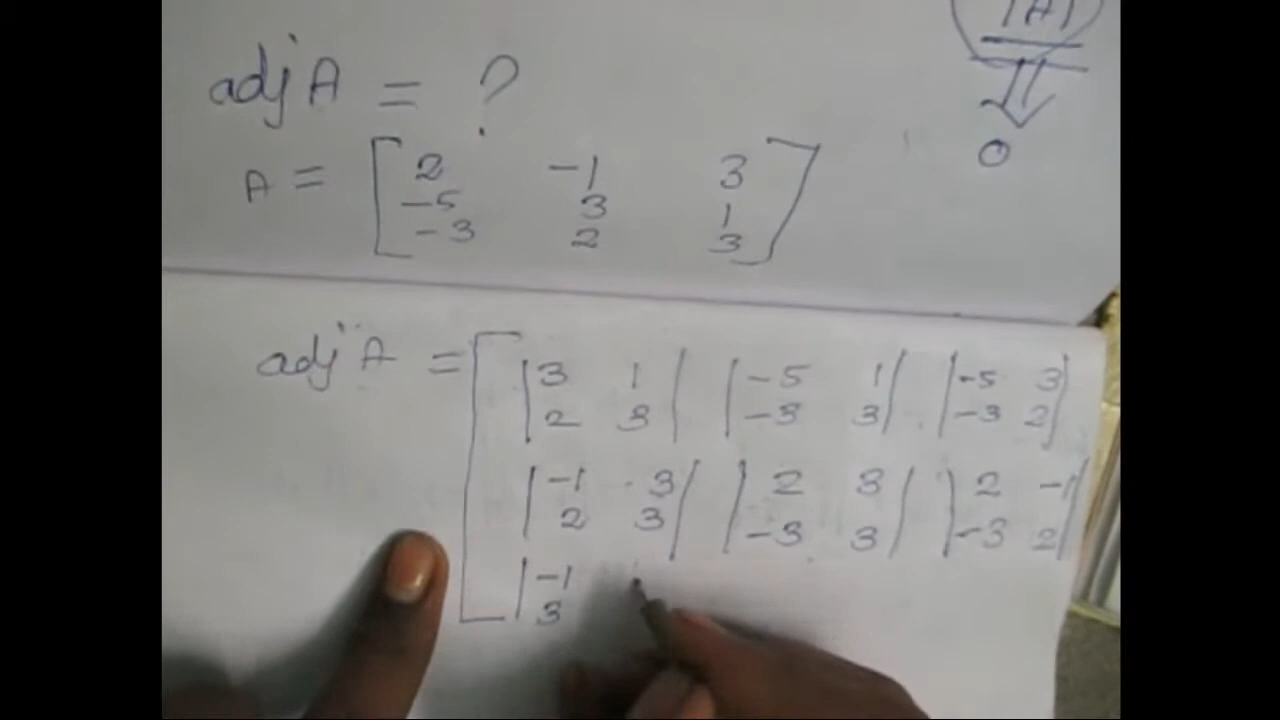 |A|
adj A = ?
0
A = [ 2 -1 3
-5 3 1
-3 2 3 ]
adj A = [ |3 1| |-5 1| |-5 3|
|2 3| |-3 3| |-3 2|
|-1 3| |2 3| |2 -1|
|2 3| |-3 3| |-3 2|
|-1
|3